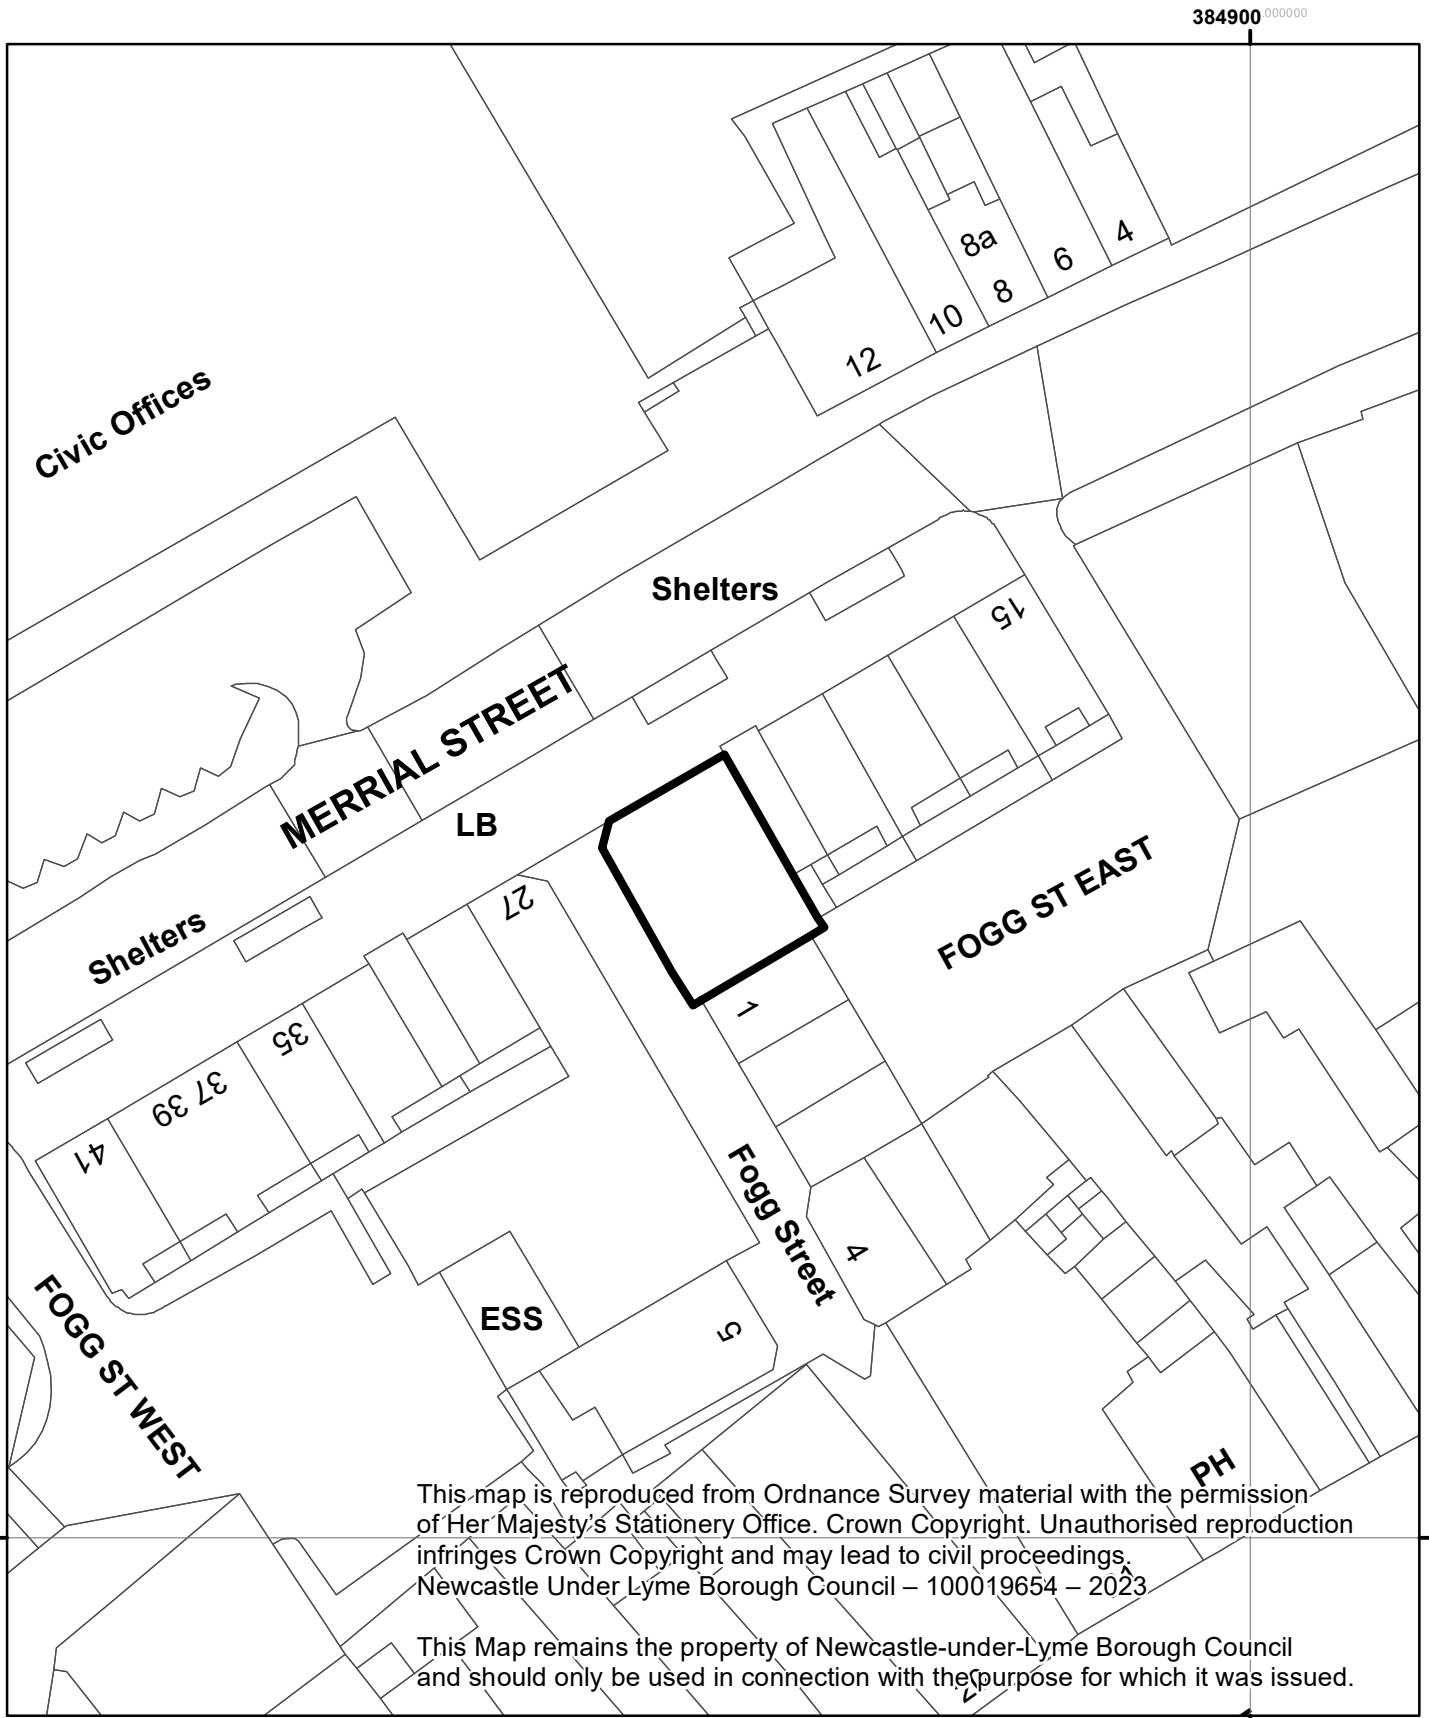 384900.000000
4
8a
6
8
10
12
Civic Offices
Shelters
15
MERRIAL STREET
LB
27
FOGG ST EAST
Shelters
1
35
37
39
41
Fogg Street
4
FOGG ST WEST
ESS
5
PH
This map is reproduced from Ordnance Survey material with the permission
of Her Majesty’s Stationery Office. Crown Copyright. Unauthorised reproduction
infringes Crown Copyright and may lead to civil proceedings.
Newcastle Under Lyme Borough Council – 100019654 – 2023
This Map remains the property of Newcastle-under-Lyme Borough Council
and should only be used in connection with the purpose for which it was issued.